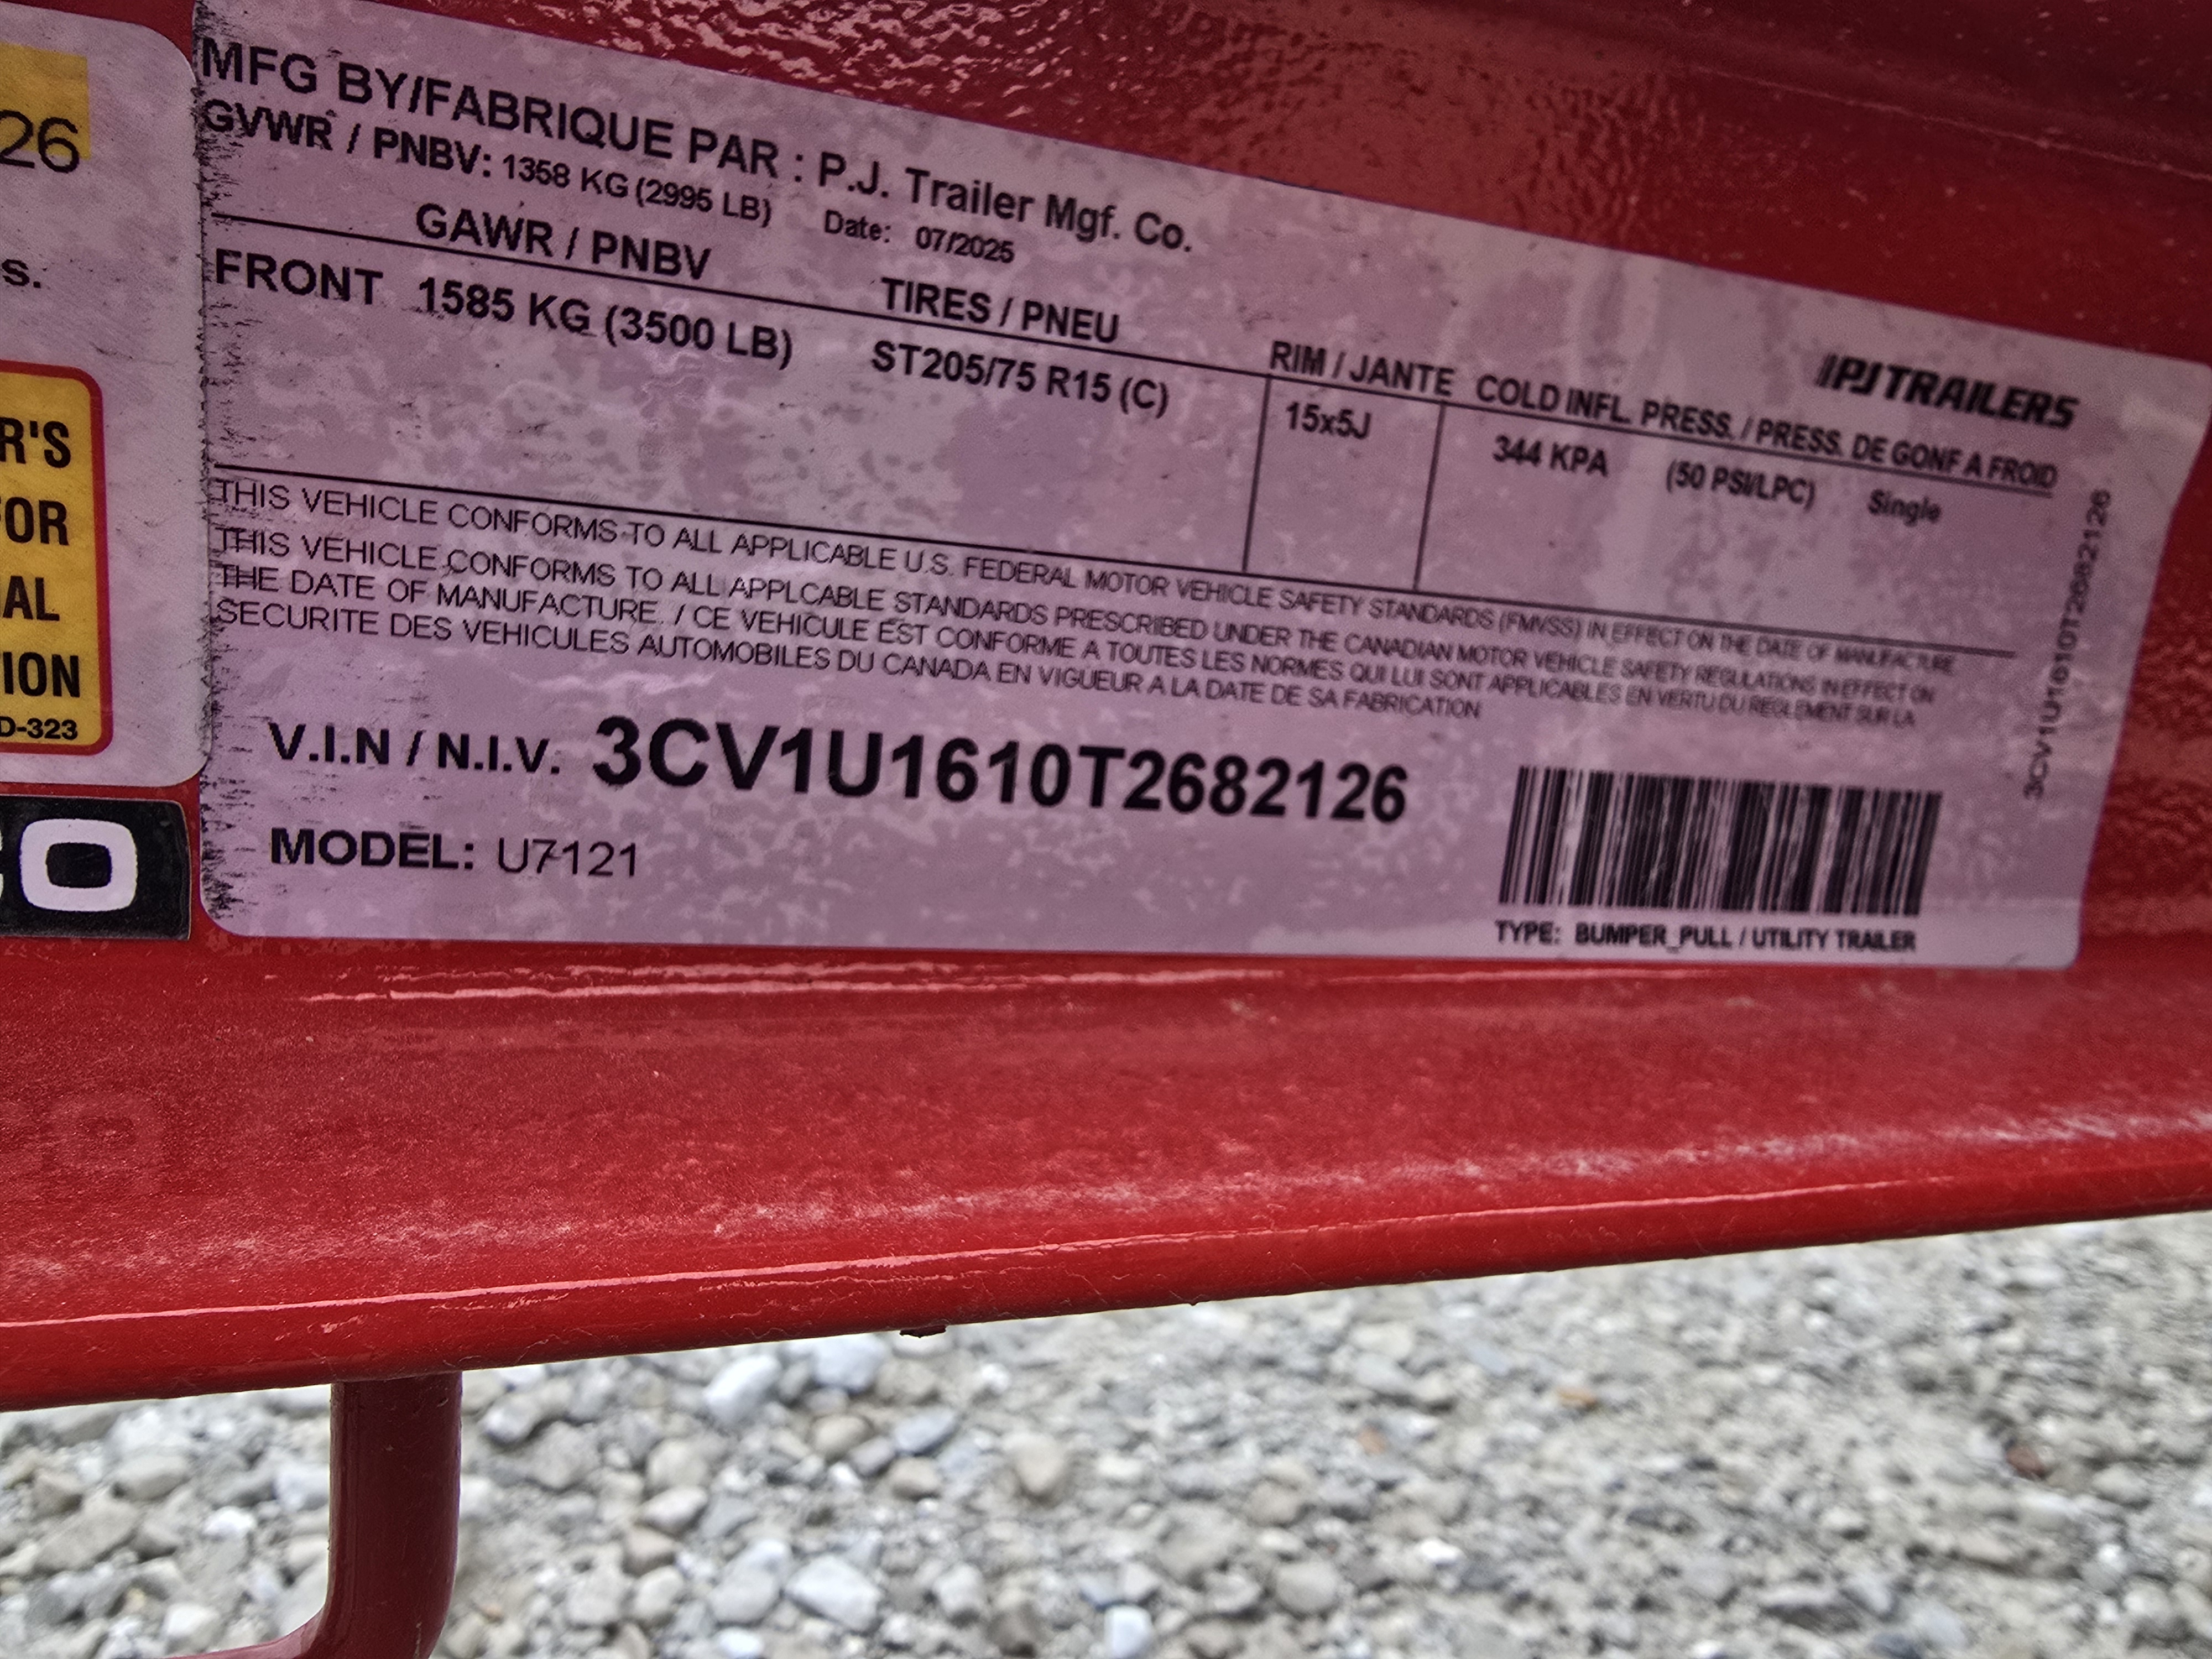 26
s.
R'S
FOR
IAL
ION
D-323
CO
MFG BY/FABRIQUE PAR : P.J. Trailer Mgf. Co.
GVWR / PNBV: 1358 KG (2995 LB) Date: 07/2025
GAWR / PNBV TIRES / PNEU RIM / JANTE COLD INFL. PRESS. / PRESS. DE GONF A FROID
PJ TRAILERS
FRONT 1585 KG (3500 LB) ST205/75 R15 (C) 15x5J 344 KPA (50 PSI/LPC) Single
THIS VEHICLE CONFORMS TO ALL APPLICABLE U.S. FEDERAL MOTOR VEHICLE SAFETY STANDARDS (FMVSS) IN EFFECT ON THE DATE OF MANUFACTURE
THIS VEHICLE CONFORMS TO ALL APPLCABLE STANDARDS PRESCRIBED UNDER THE CANADIAN MOTOR VEHICLE SAFETY REGULATIONS IN EFFECT ON
THE DATE OF MANUFACTURE. / CE VEHICULE EST CONFORME A TOUTES LES NORMES QUI LUI SONT APPLICABLES EN VERTU DU REGLEMENT SUR LA
SECURITE DES VEHICULES AUTOMOBILES DU CANADA EN VIGUEUR A LA DATE DE SA FABRICATION
V.I.N / N.I.V. 3CV1U1610T2682126
MODEL: U7121
TYPE: BUMPER_PULL / UTILITY TRAILER
3CV1U1610T2682126